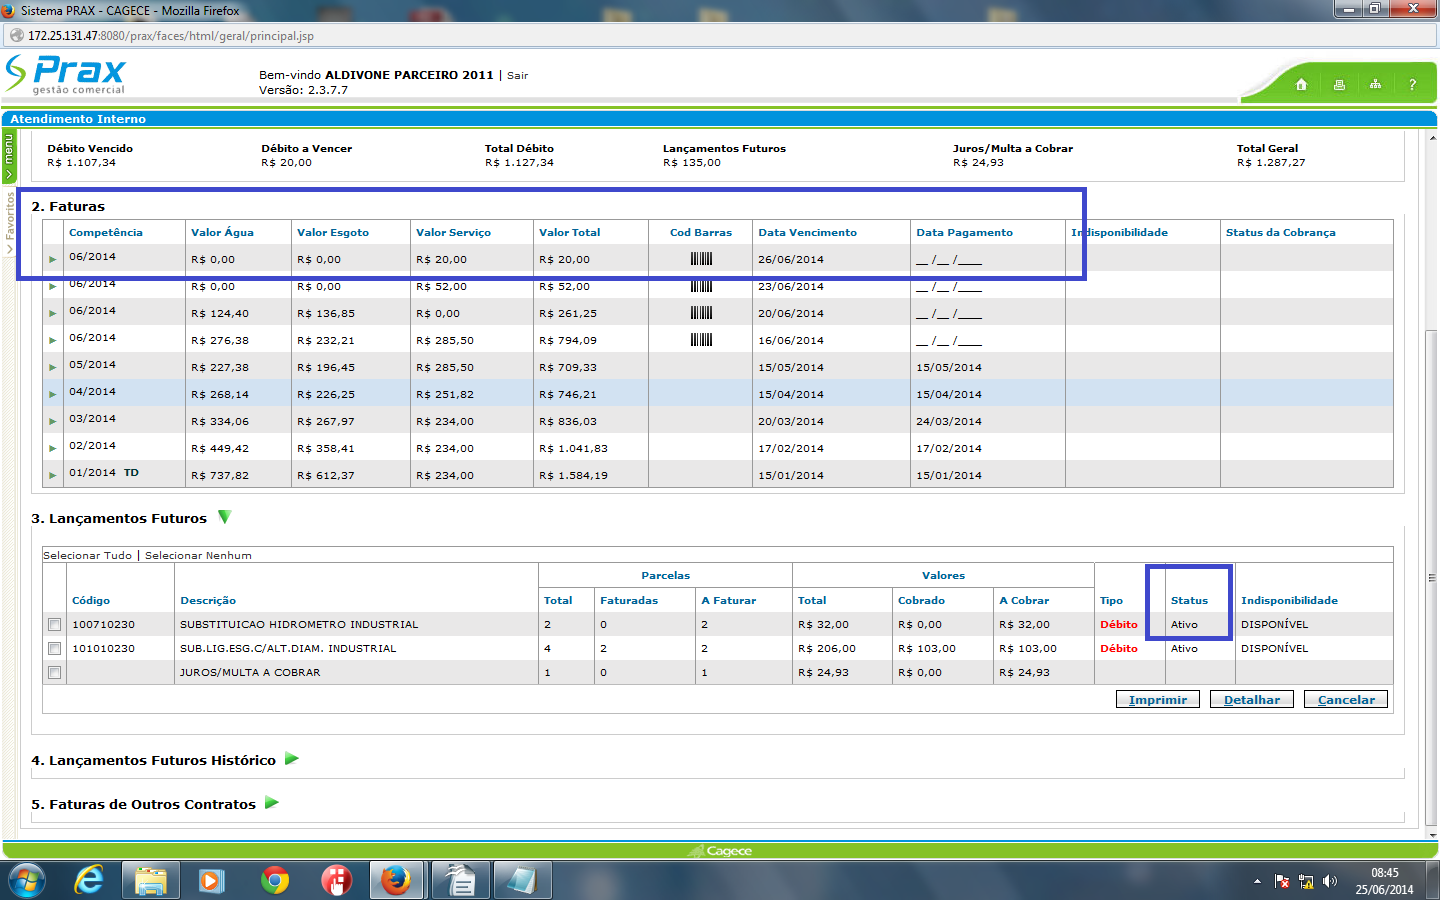 Sistema PRAX - CAGECE - Mozilla Firefox
172.25.131.47:8080/prax/faces/html/geral/principal.jsp
Prax
gestão comercial
Bem-vindo ALDIVONE PARCEIRO 2011 | Sair
Versão: 2.3.7.7
?
Atendimento Interno
menu
Favoritos
Débito Vencido Débito a Vencer Total Débito Lançamentos Futuros Juros/Multa a Cobrar Total Geral
R$ 1.107,34 R$ 20,00 R$ 1.127,34 R$ 135,00 R$ 24,93 R$ 1.287,27
2. Faturas
Competência Valor Água Valor Esgoto Valor Serviço Valor Total Cod Barras Data Vencimento Data Pagamento Indisponibilidade Status da Cobrança
06/2014 R$ 0,00 R$ 0,00 R$ 20,00 R$ 20,00 26/06/2014 __ /__ /____
06/2014 R$ 0,00 R$ 0,00 R$ 52,00 R$ 52,00 23/06/2014 __ /__ /____
06/2014 R$ 124,40 R$ 136,85 R$ 0,00 R$ 261,25 20/06/2014 __ /__ /____
06/2014 R$ 276,38 R$ 232,21 R$ 285,50 R$ 794,09 16/06/2014 __ /__ /____
05/2014 R$ 227,38 R$ 196,45 R$ 285,50 R$ 709,33 15/05/2014 15/05/2014
04/2014 R$ 268,14 R$ 226,25 R$ 251,82 R$ 746,21 15/04/2014 15/04/2014
03/2014 R$ 334,06 R$ 267,97 R$ 234,00 R$ 836,03 20/03/2014 24/03/2014
02/2014 R$ 449,42 R$ 358,41 R$ 234,00 R$ 1.041,83 17/02/2014 17/02/2014
01/2014 TD R$ 737,82 R$ 612,37 R$ 234,00 R$ 1.584,19 15/01/2014 15/01/2014
3. Lançamentos Futuros
Selecionar Tudo | Selecionar Nenhum
Parcelas Valores
Código Descrição Total Faturadas A Faturar Total Cobrado A Cobrar Tipo Status Indisponibilidade
100710230 SUBSTITUICAO HIDROMETRO INDUSTRIAL 2 0 2 R$ 32,00 R$ 0,00 R$ 32,00 Débito Ativo DISPONÍVEL
101010230 SUB.LIG.ESG.C/ALT.DIAM. INDUSTRIAL 4 2 2 R$ 206,00 R$ 103,00 R$ 103,00 Débito Ativo DISPONÍVEL
JUROS/MULTA A COBRAR 1 0 1 R$ 24,93 R$ 0,00 R$ 24,93
Imprimir Detalhar Cancelar
4. Lançamentos Futuros Histórico
5. Faturas de Outros Contratos
Cagece
08:45
25/06/2014